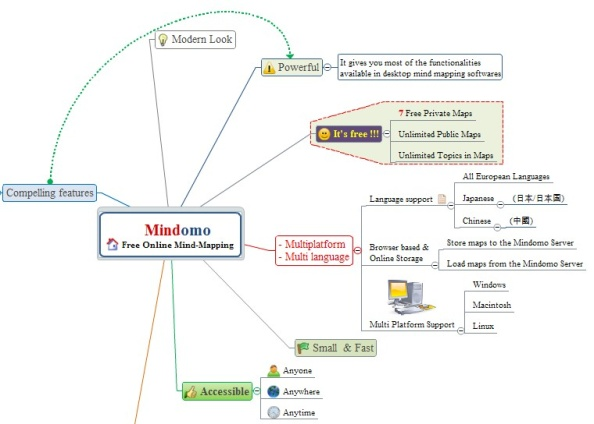 Modern Look
Powerful
It gives you most of the functionalities
available in desktop mind mapping softwares
It's free !!!
7 Free Private Maps
Unlimited Public Maps
Unlimited Topics in Maps
Compelling features
Mindomo
Free Online Mind-Mapping
- Multiplatform
- Multi language
Language support
All European Languages
Japanese
(日本/日本國)
Chinese
(中國)
Browser based &
Online Storage
Store maps to the Mindomo Server
Load maps from the Mindomo Server
Multi Platform Support
Windows
Macintosh
Linux
Small & Fast
Accessible
Anyone
Anywhere
Anytime